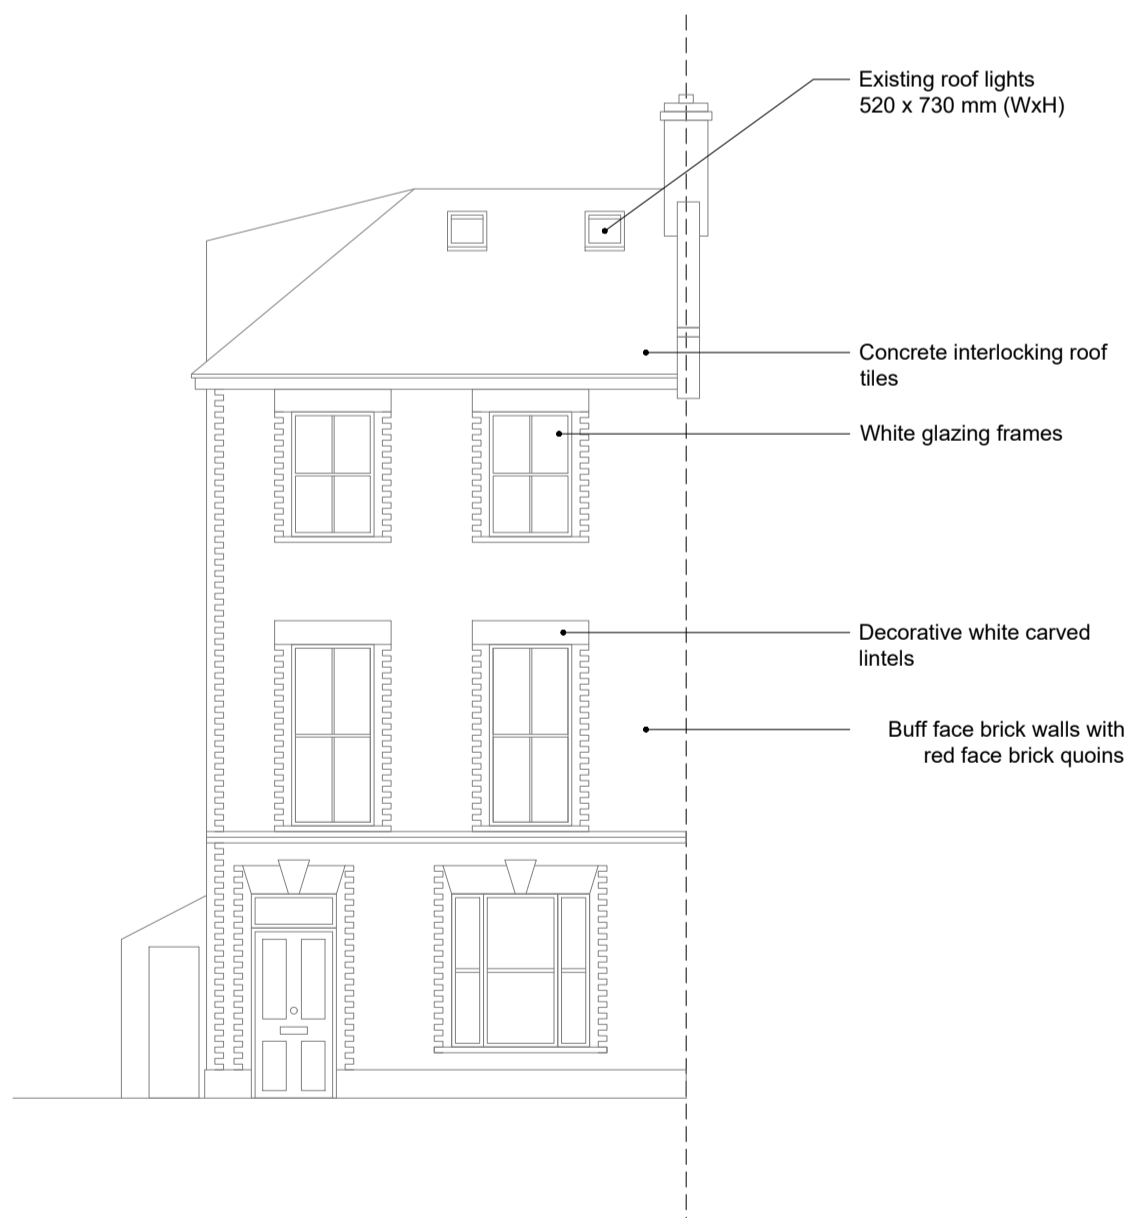 Existing roof lights
520 x 730 mm (WxH)
Concrete interlocking roof
tiles
White glazing frames
Decorative white carved
lintels
Buff face brick walls with
red face brick quoins